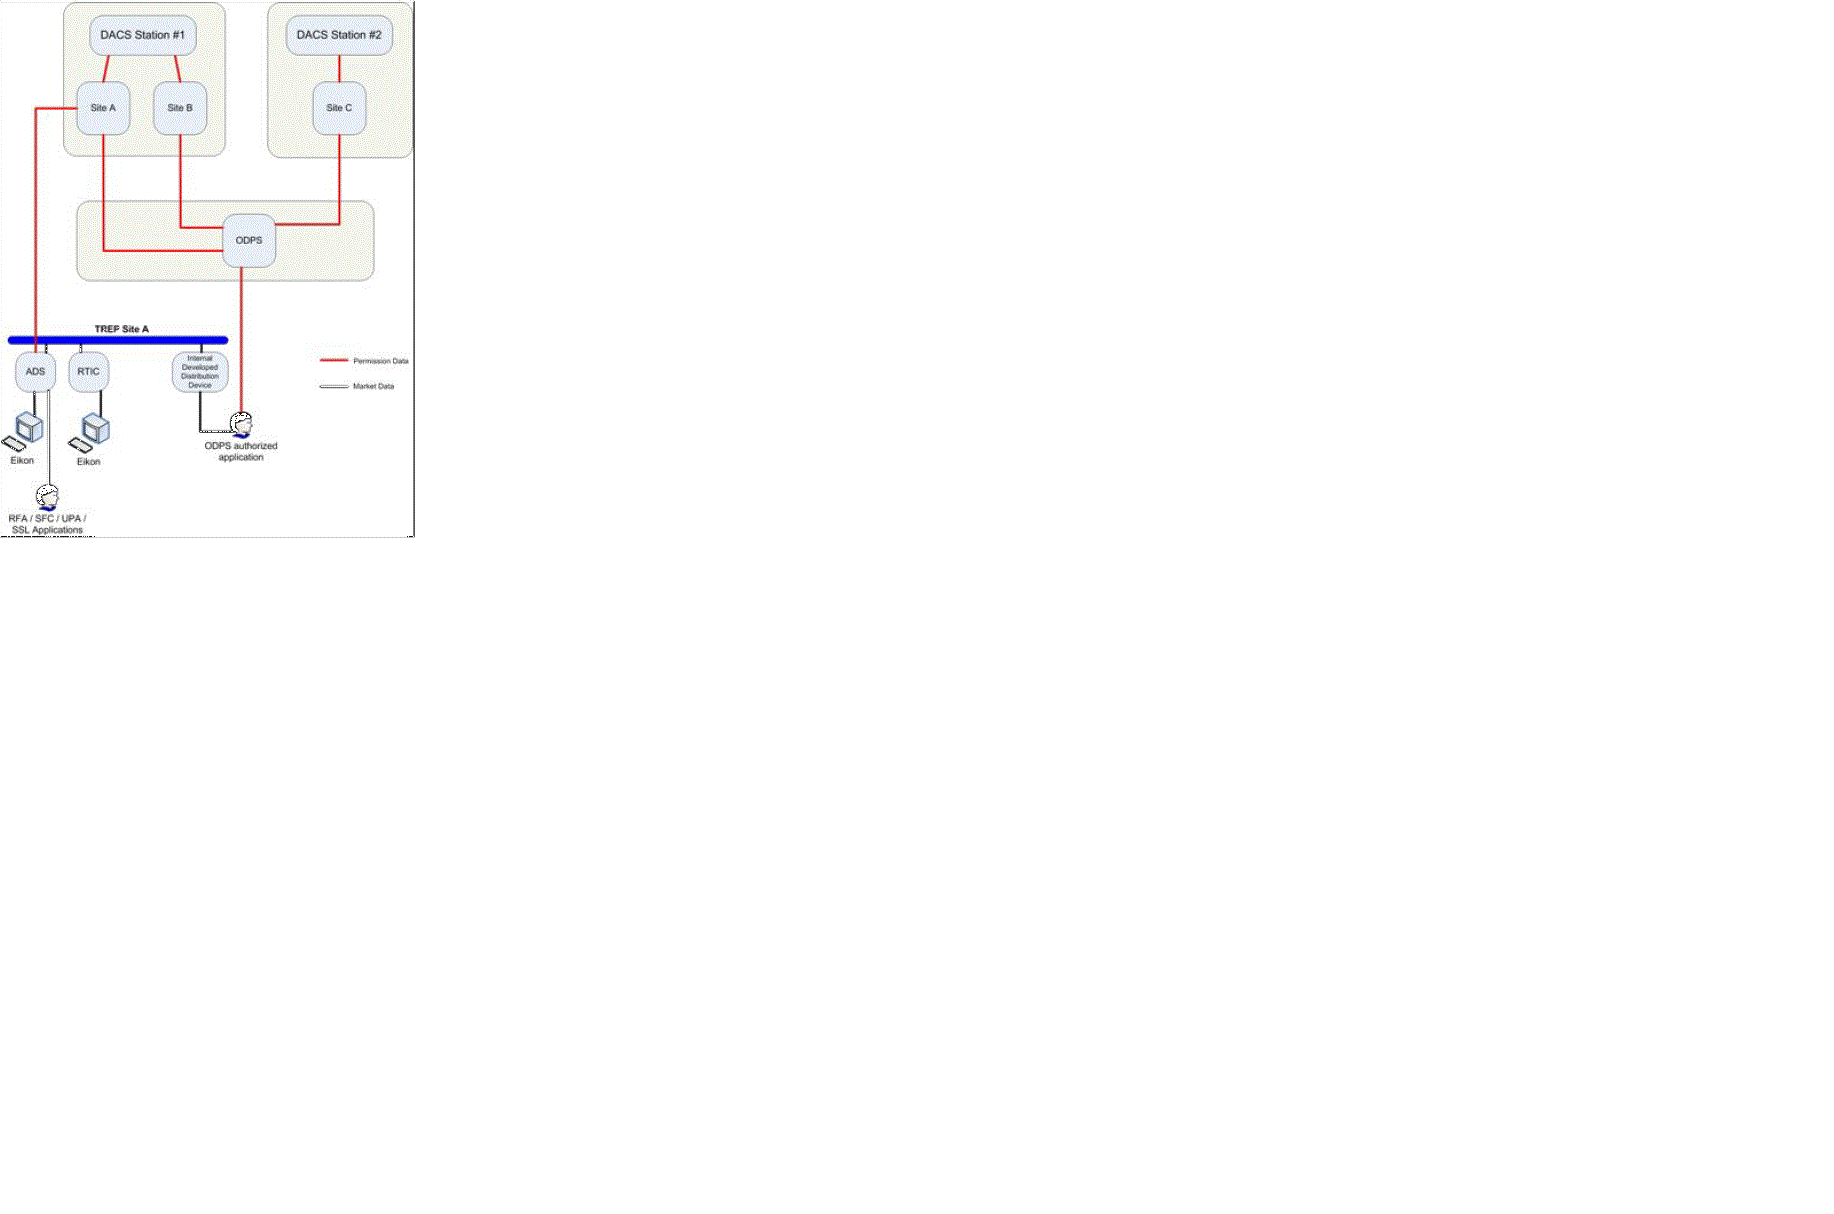 DACS Station #1
DACS Station #2
Site A
Site B
Site C
ODPS
TREP Site A
ADS
RTIC
Internal
Developed
Distribution
Device
Permission Data
Market Data
Eikon
Eikon
ODPS authorized
application
RFA / SFC / UPA /
SSL Applications